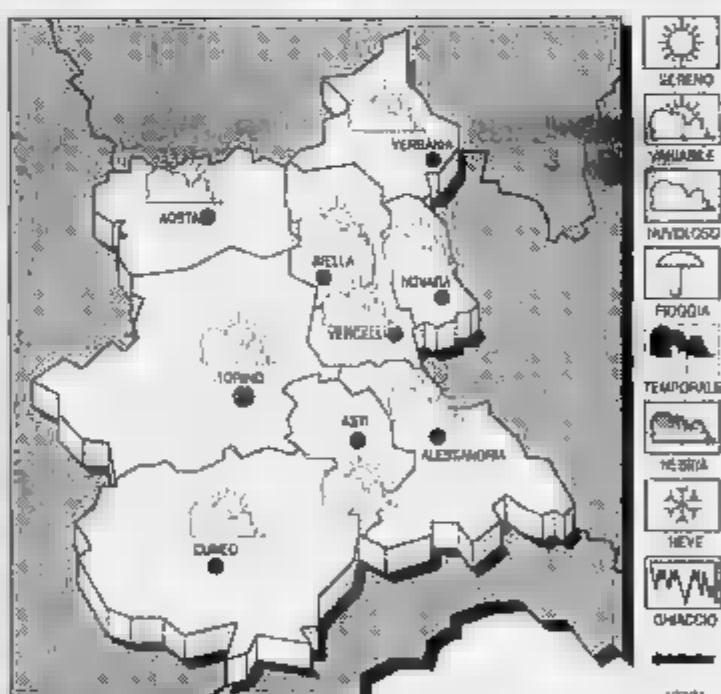 VERBANIA
AOSTA
BIELLA
NOVARA
VERCELLI
TORINO
ASTI
ALESSANDRIA
CUNEO
SERENO
VARIABILE
NUVOLOSO
PIOGGIA
TEMPORALE
NEBBIA
NEVE
GHIACCIO